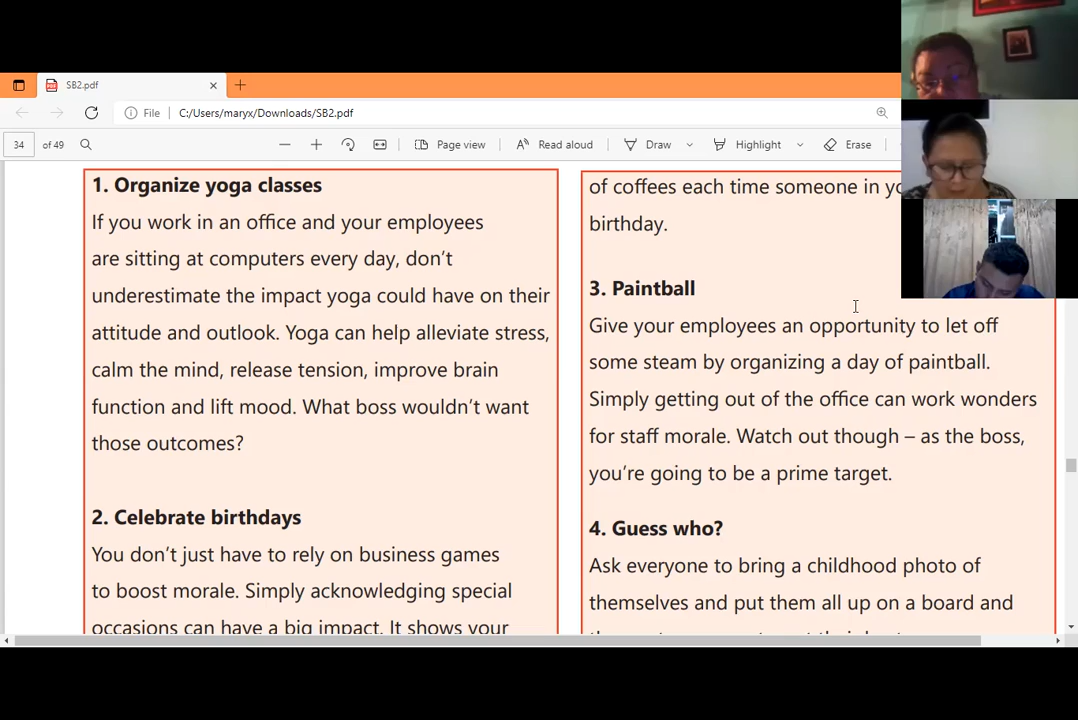 SB2.pdf
File
C:/Users/maryx/Downloads/SB2.pdf
34 of 49
Page view
Read aloud
Draw
Highlight
Erase
1. Organize yoga classes
If you work in an office and your employees
are sitting at computers every day, don't
underestimate the impact yoga could have on their
attitude and outlook. Yoga can help alleviate stress,
calm the mind, release tension, improve brain
function and lift mood. What boss wouldn't want
those outcomes?
2. Celebrate birthdays
You don't just have to rely on business games
to boost morale. Simply acknowledging special
occasions can have a big impact. It shows your
of coffees each time someone in
birthday.
3. Paintball
Give your employees an opportunity to let off
some steam by organizing a day of paintball.
Simply getting out of the office can work wonders
for staff morale. Watch out though – as the boss,
you're going to be a prime target.
4. Guess who?
Ask everyone to bring a childhood photo of
themselves and put them all up on a board and